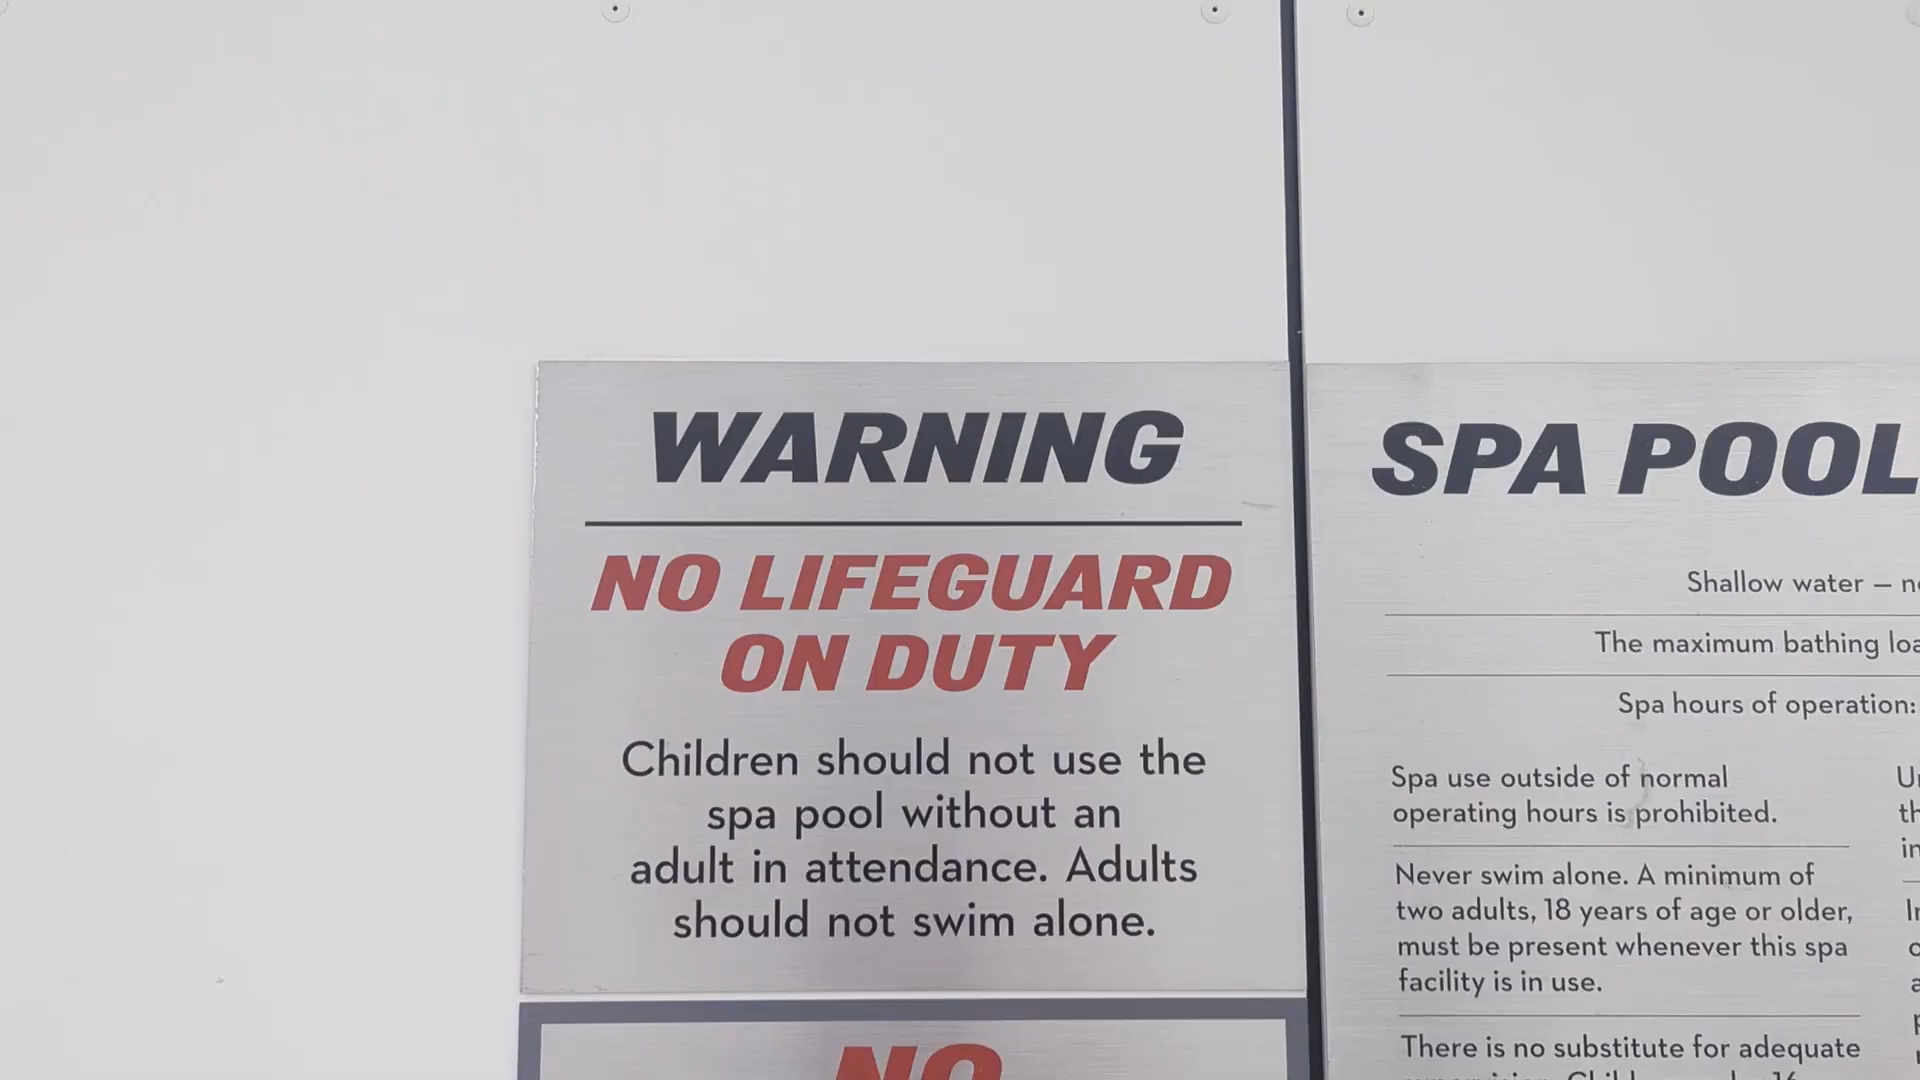 WARNING
NO LIFEGUARD
ON DUTY
Children should not use the
spa pool without an
adult in attendance. Adults
should not swim alone.
NO
SPA POOL
Shallow water –
The maximum bathing
Spa hours of operation:
Spa use outside of normal
operating hours is prohibited.
Never swim alone. A minimum of
two adults, 18 years of age or older,
must be present whenever this spa
facility is in use.
There is no substitute for adequate